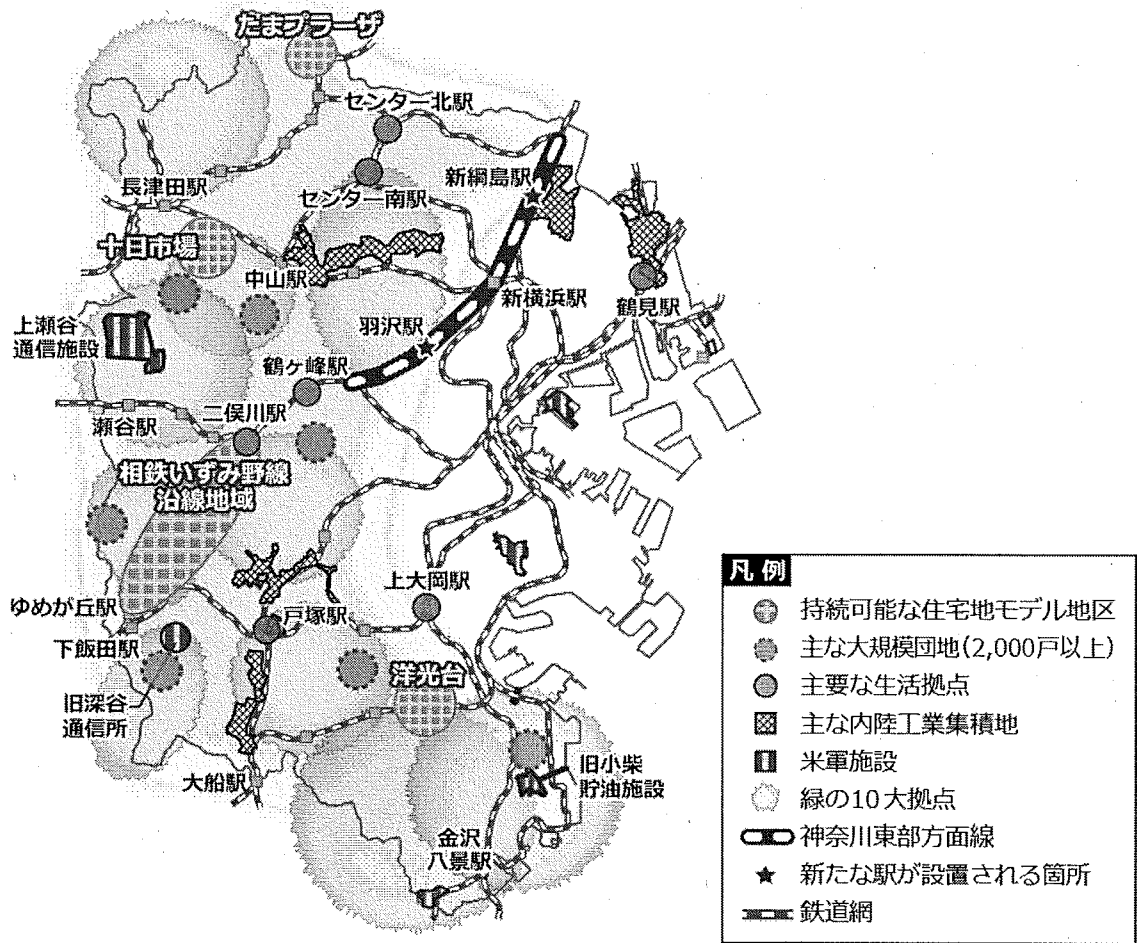 たまプラーザ
センター北駅
新綱島駅
長津田駅
センター南駅
十日市場
中山駅
新横浜駅
鶴見駅
上瀬谷
通信施設
羽沢駅
鶴ヶ峰駅
瀬谷駅
二俣川駅
相鉄いずみ野線
沿線地域
上大岡駅
ゆめが丘駅
戸塚駅
下飯田駅
洋光台
旧深谷
通信所
大船駅
旧小柴
貯油施設
金沢
八景駅
凡例
持続可能な住宅地モデル地区
主な大規模団地(2,000戸以上)
主要な生活拠点
主な内陸工業集積地
米軍施設
緑の10大拠点
神奈川東部方面線
新たな駅が設置される箇所
鉄道網